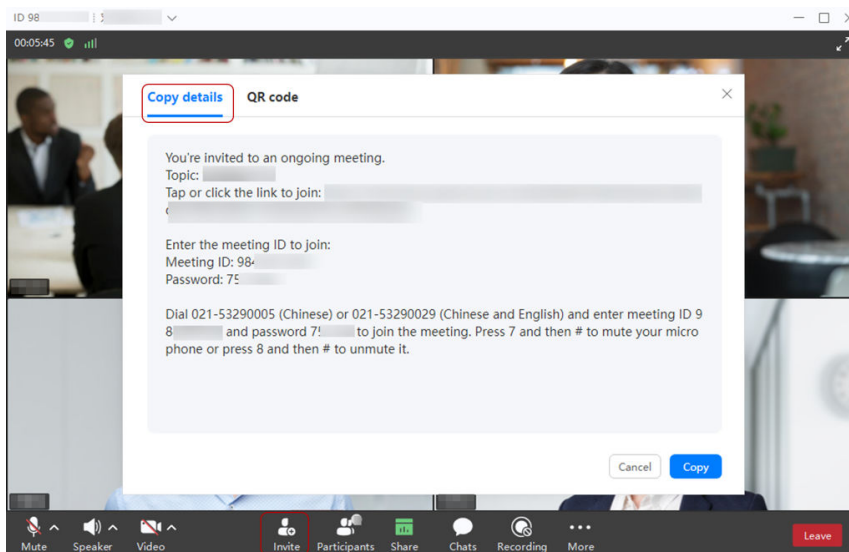 ID 98
00:05:45
Copy details
QR code
You're invited to an ongoing meeting.
Topic:
Tap or click the link to join:
Enter the meeting ID to join:
Meeting ID: 984
Password: 75
Dial 021-53290005 (Chinese) or 021-53290029 (Chinese and English) and enter meeting ID 9
8 and password 75 to join the meeting. Press 7 and then # to mute your micro
phone or press 8 and then # to unmute it.
Cancel
Copy
Mute
Speaker
Video
Invite
Participants
Share
Chats
Recording
More
Leave